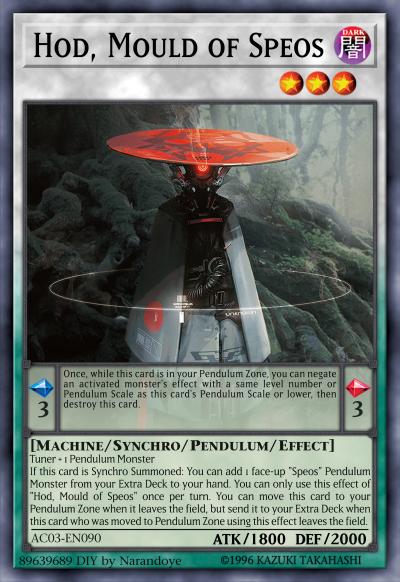 Hod, Mould of Speos
DARK
闇
Once, while this card is in your Pendulum Zone, you can negate
an activated monster's effect with a same level number or
Pendulum Scale as this card's Pendulum Scale or lower, then
destroy this card.
3
3
[Machine/Synchro/Pendulum/Effect]
Tuner + 1 Pendulum Monster
If this card is Synchro Summoned: You can add 1 face-up "Speos" Pendulum
Monster from your Extra Deck to your hand. You can only use this effect of
"Hod, Mould of Speos" once per turn. You can move this card to
your Pendulum Zone when it leaves the field, but send it to your Extra Deck when
this card who was moved to Pendulum Zone using this effect leaves the field.
AC03-EN090
ATK/1800 DEF/2000
89639689 DIY by Narandoye
©1996 KAZUKI TAKAHASHI